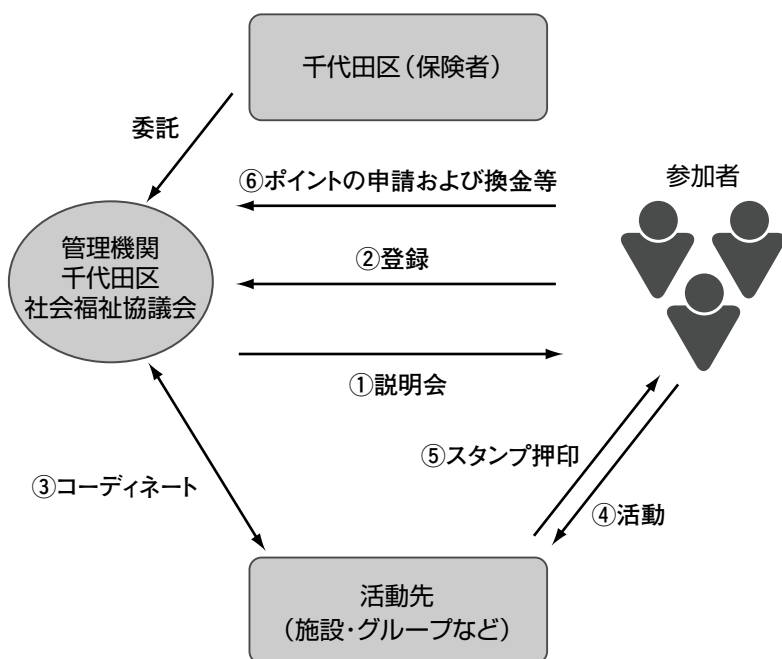 千代田区（保険者）
委託
⑥ポイントの申請および換金等
参加者
管理機関
千代田区
社会福祉協議会
②登録
①説明会
⑤スタンプ押印
③コーディネート
④活動
活動先
（施設・グループなど）